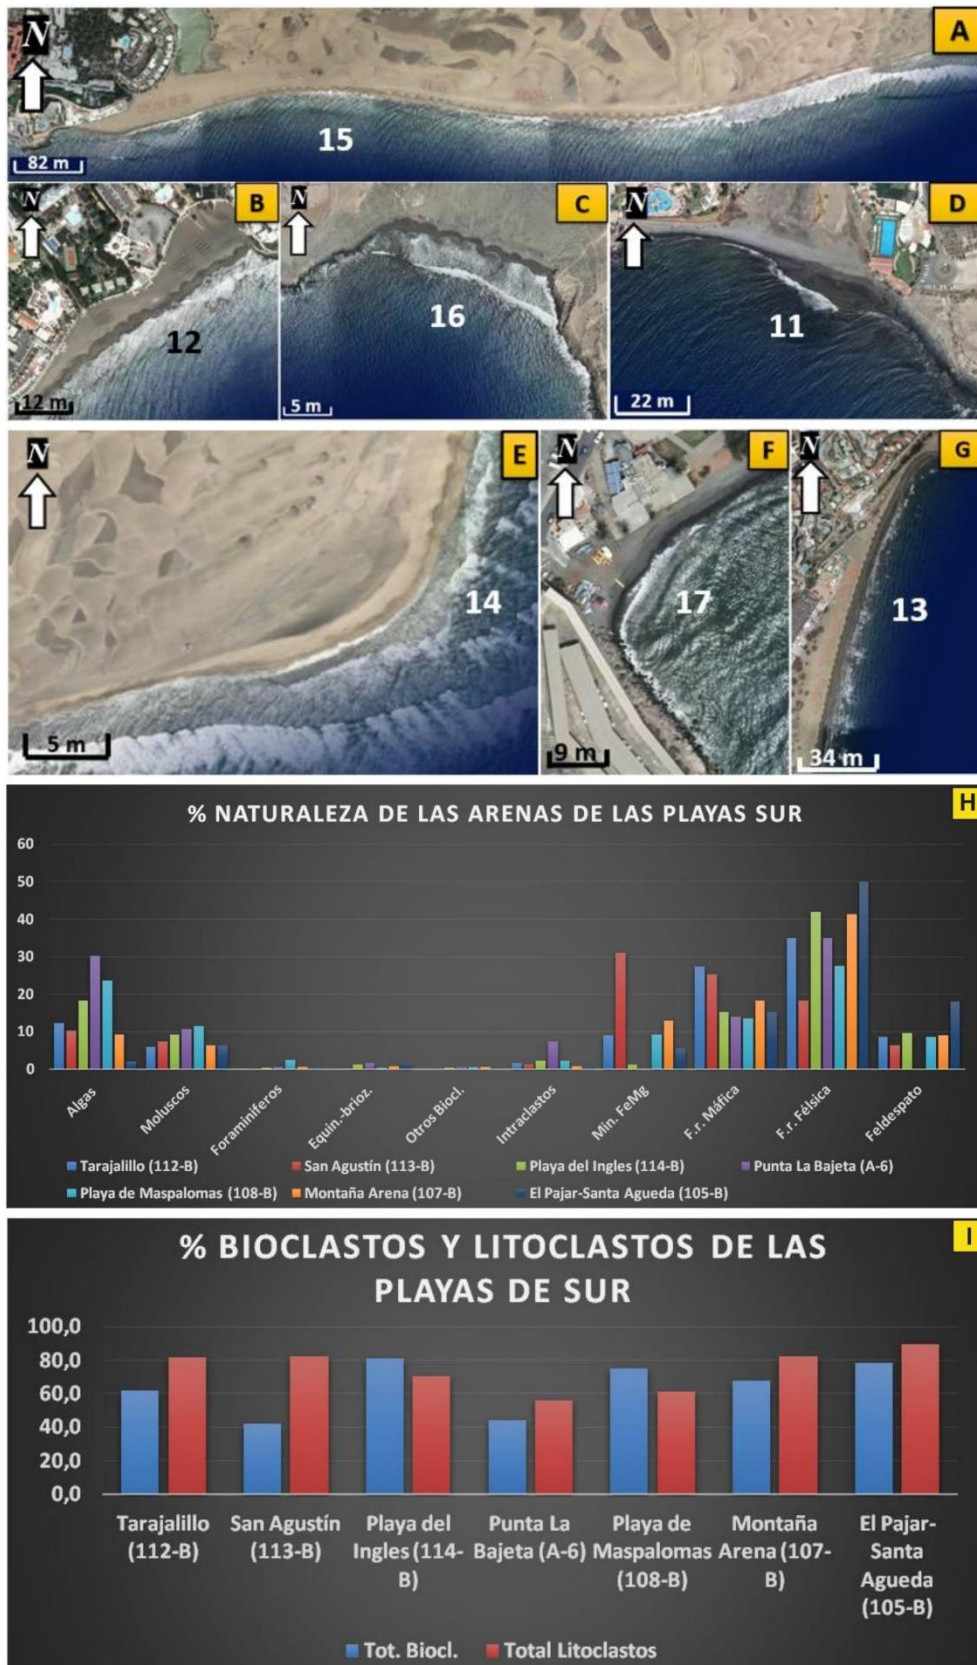 N
A
15
82 m
N
B
12
12 m
N
C
16
5 m
N
D
11
22 m
N
E
14
5 m
N
F
17
9 m
N
G
13
34 m
% NATURALEZA DE LAS ARENAS DE LAS PLAYAS SUR
H
60
50
40
30
20
10
0
Algas
Moluscos
Foraminiferos
Equin.-brioz.
Otros Biocl.
Intraclastos
Min. FeMg
F.r. Máfica
F.r. Félsica
Feldespato
Tarajalillo (112-B) San Agustín (113-B) Playa del Ingles (114-B) Punta La Bajeta (A-6)
Playa de Maspalomas (108-B) Montaña Arena (107-B) El Pajar-Santa Agueda (105-B)
% BIOCLASTOS Y LITOCLASTOS DE LAS
PLAYAS DE SUR
I
100,0
80,0
60,0
40,0
20,0
0,0
Tarajalillo
(112-B)
San Agustín
(113-B)
Playa del
Ingles (114-
B)
Punta La
Bajeta (A-6)
Playa de
Maspalomas
(108-B)
Montaña
Arena (107-
B)
El Pajar-
Santa
Agueda
(105-B)
Tot. Biocl. Total Litoclastos